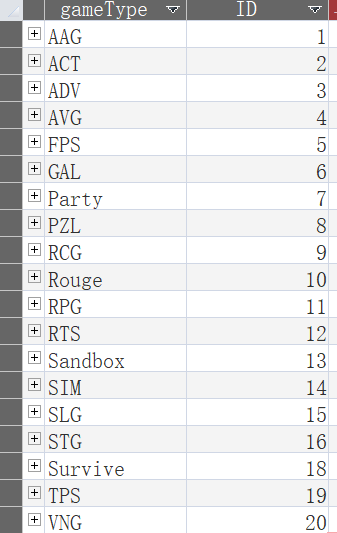 gameType ID
AAG 1
ACT 2
ADV 3
AVG 4
FPS 5
GAL 6
Party 7
PZL 8
RCG 9
Rouge 10
RPG 11
RTS 12
Sandbox 13
SIM 14
SLG 15
STG 16
Survive 18
TPS 19
VNG 20